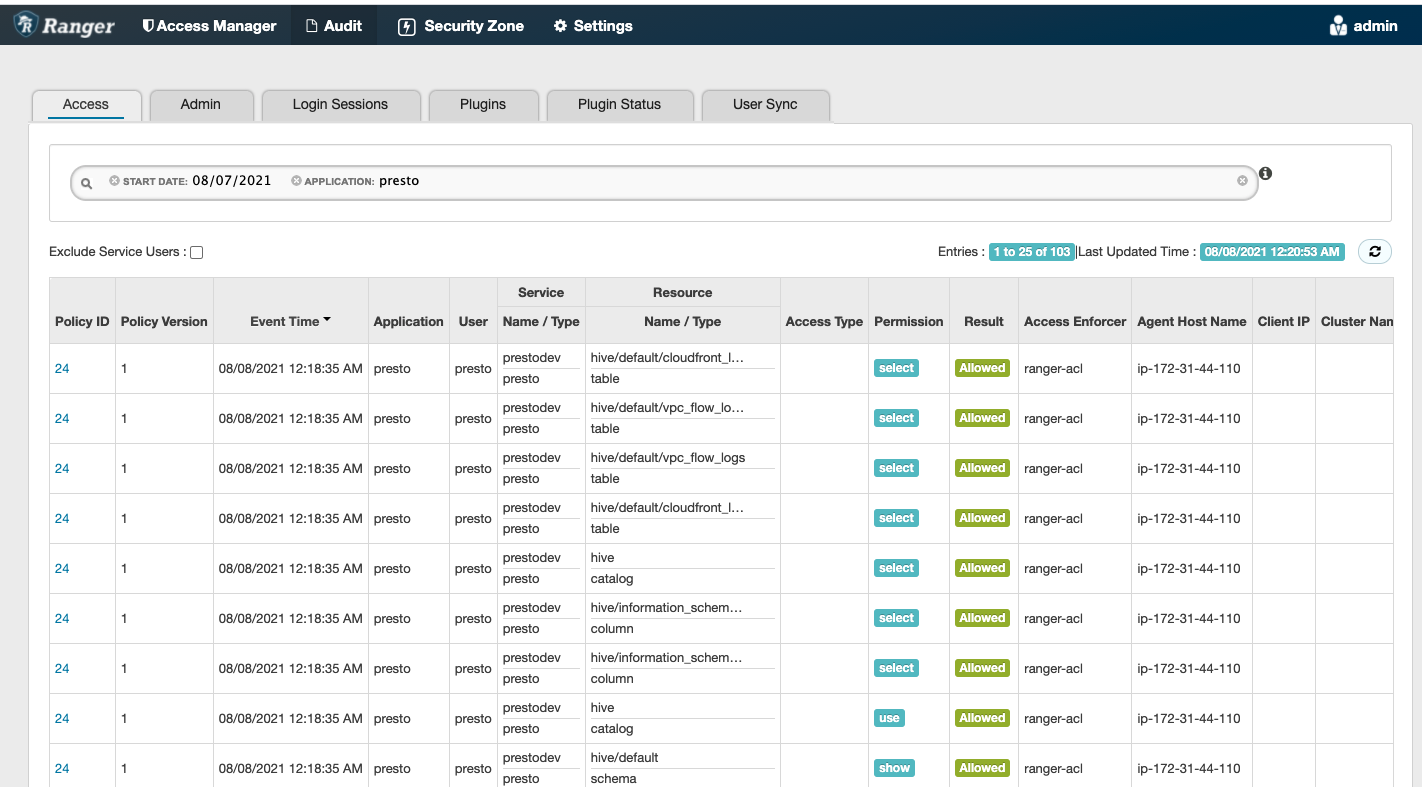 Ranger Access Manager Audit Security Zone Settings admin
Access Admin Login Sessions Plugins Plugin Status User Sync
START DATE: 08/07/2021 APPLICATION: presto
Exclude Service Users : Entries : 1 to 25 of 103 |Last Updated Time : 08/08/2021 12:20:53 AM
Service Resource
Policy ID Policy Version Event Time Application User Name / Type Name / Type Access Type Permission Result Access Enforcer Agent Host Name Client IP Cluster Nam
prestodev hive/default/cloudfront_l…
24 1 08/08/2021 12:18:35 AM presto presto select Allowed ranger-acl ip-172-31-44-110
presto table
prestodev hive/default/vpc_flow_lo…
24 1 08/08/2021 12:18:35 AM presto presto select Allowed ranger-acl ip-172-31-44-110
presto table
prestodev hive/default/vpc_flow_logs
24 1 08/08/2021 12:18:35 AM presto presto select Allowed ranger-acl ip-172-31-44-110
presto table
prestodev hive/default/cloudfront_l…
24 1 08/08/2021 12:18:35 AM presto presto select Allowed ranger-acl ip-172-31-44-110
presto table
prestodev hive
24 1 08/08/2021 12:18:35 AM presto presto select Allowed ranger-acl ip-172-31-44-110
presto catalog
prestodev hive/information_schem…
24 1 08/08/2021 12:18:35 AM presto presto select Allowed ranger-acl ip-172-31-44-110
presto column
prestodev hive/information_schem…
24 1 08/08/2021 12:18:35 AM presto presto select Allowed ranger-acl ip-172-31-44-110
presto column
prestodev hive
24 1 08/08/2021 12:18:35 AM presto presto use Allowed ranger-acl ip-172-31-44-110
presto catalog
prestodev hive/default
24 1 08/08/2021 12:18:35 AM presto presto show Allowed ranger-acl ip-172-31-44-110
presto schema